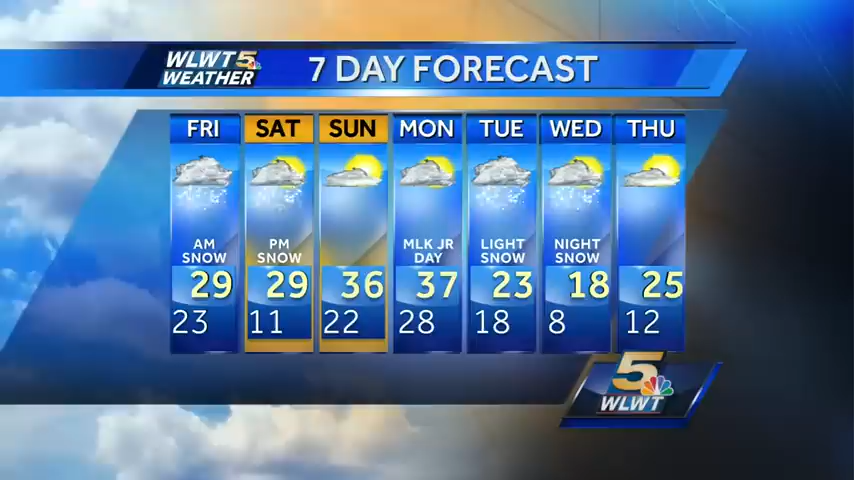 WLWT 5
WEATHER
7 DAY FORECAST
FRI SAT SUN MON TUE WED THU
AM SNOW
PM SNOW
MLK JR DAY
LIGHT SNOW
NIGHT SNOW
29 29 36 37 23 18 25
23 11 22 28 18 8 12
5
WLWT